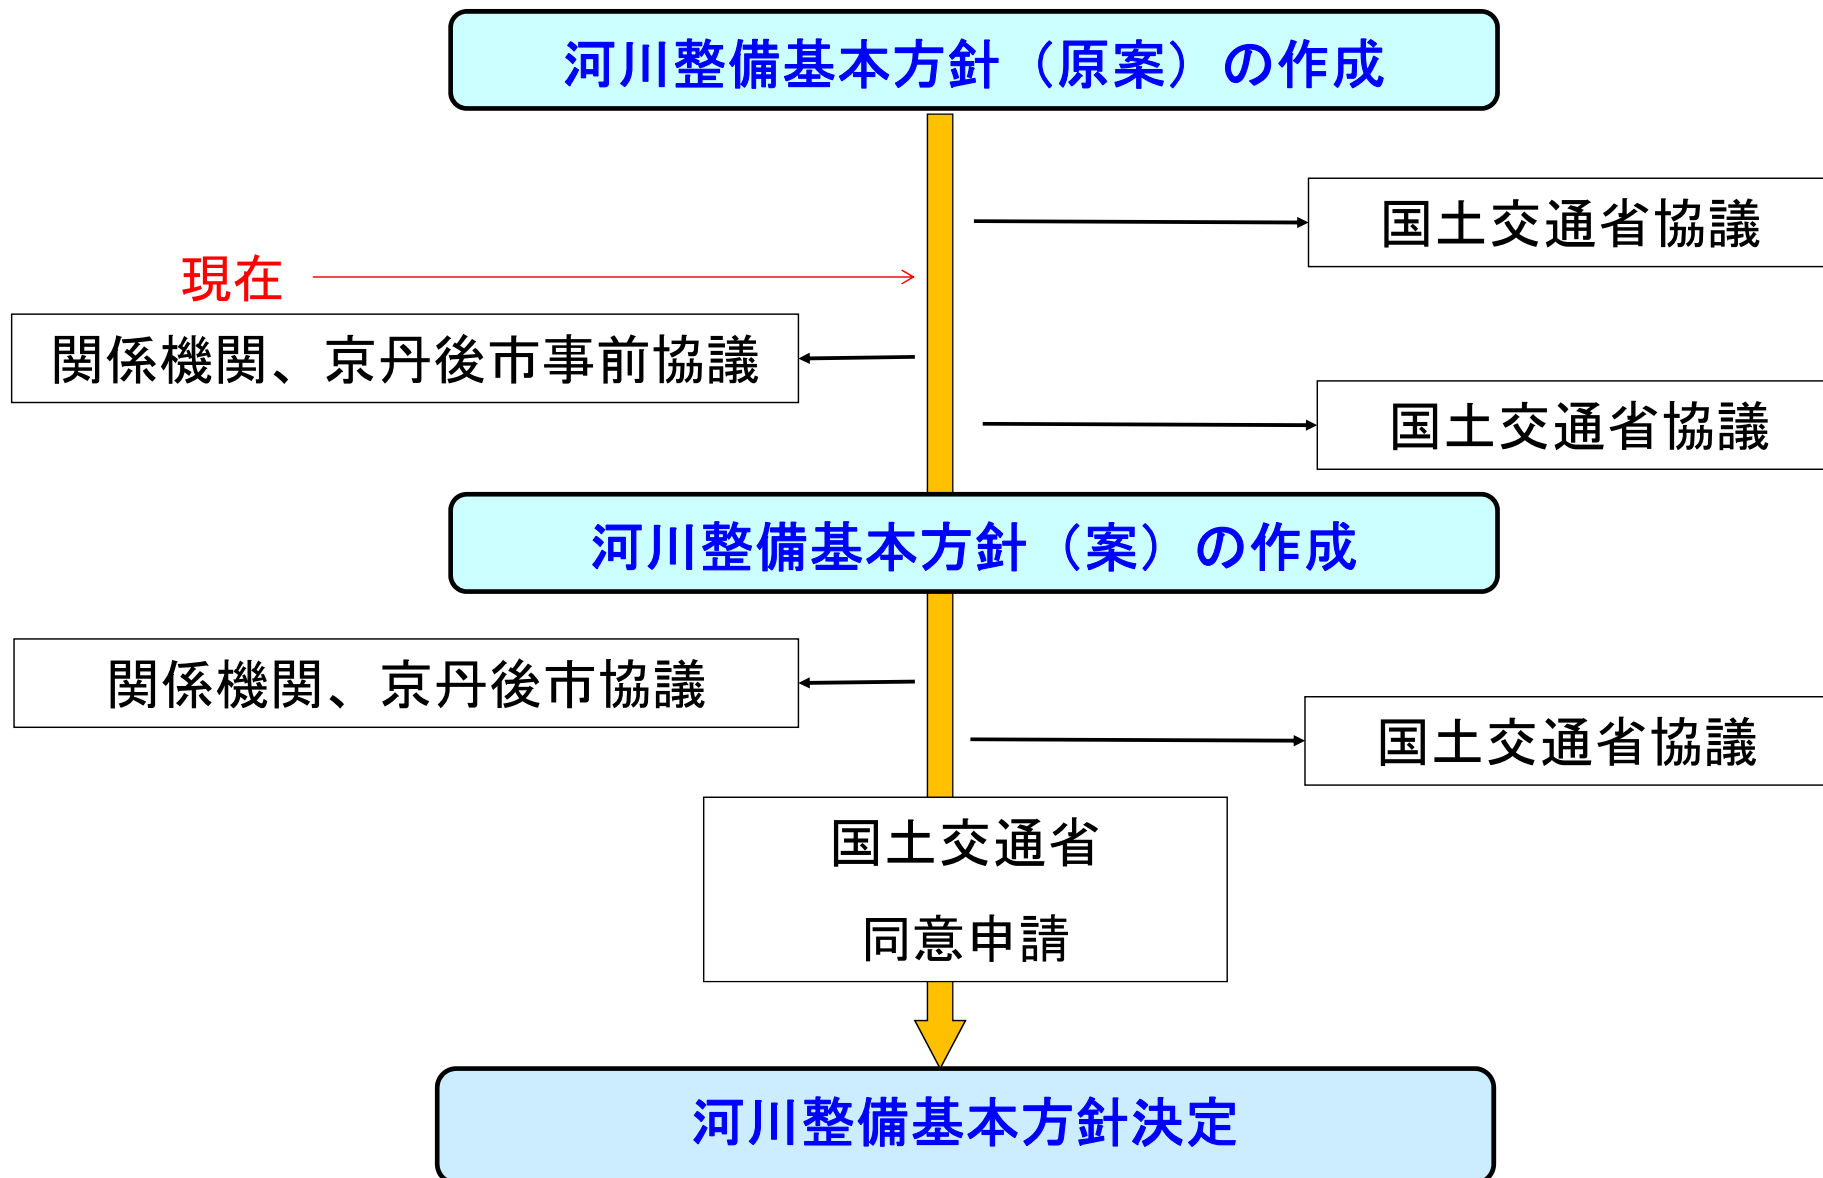 河川整備基本方針（原案）の作成
国土交通省協議
現在
関係機関、京丹後市事前協議
国土交通省協議
河川整備基本方針（案）の作成
関係機関、京丹後市協議
国土交通省協議
国土交通省
同意申請
河川整備基本方針決定